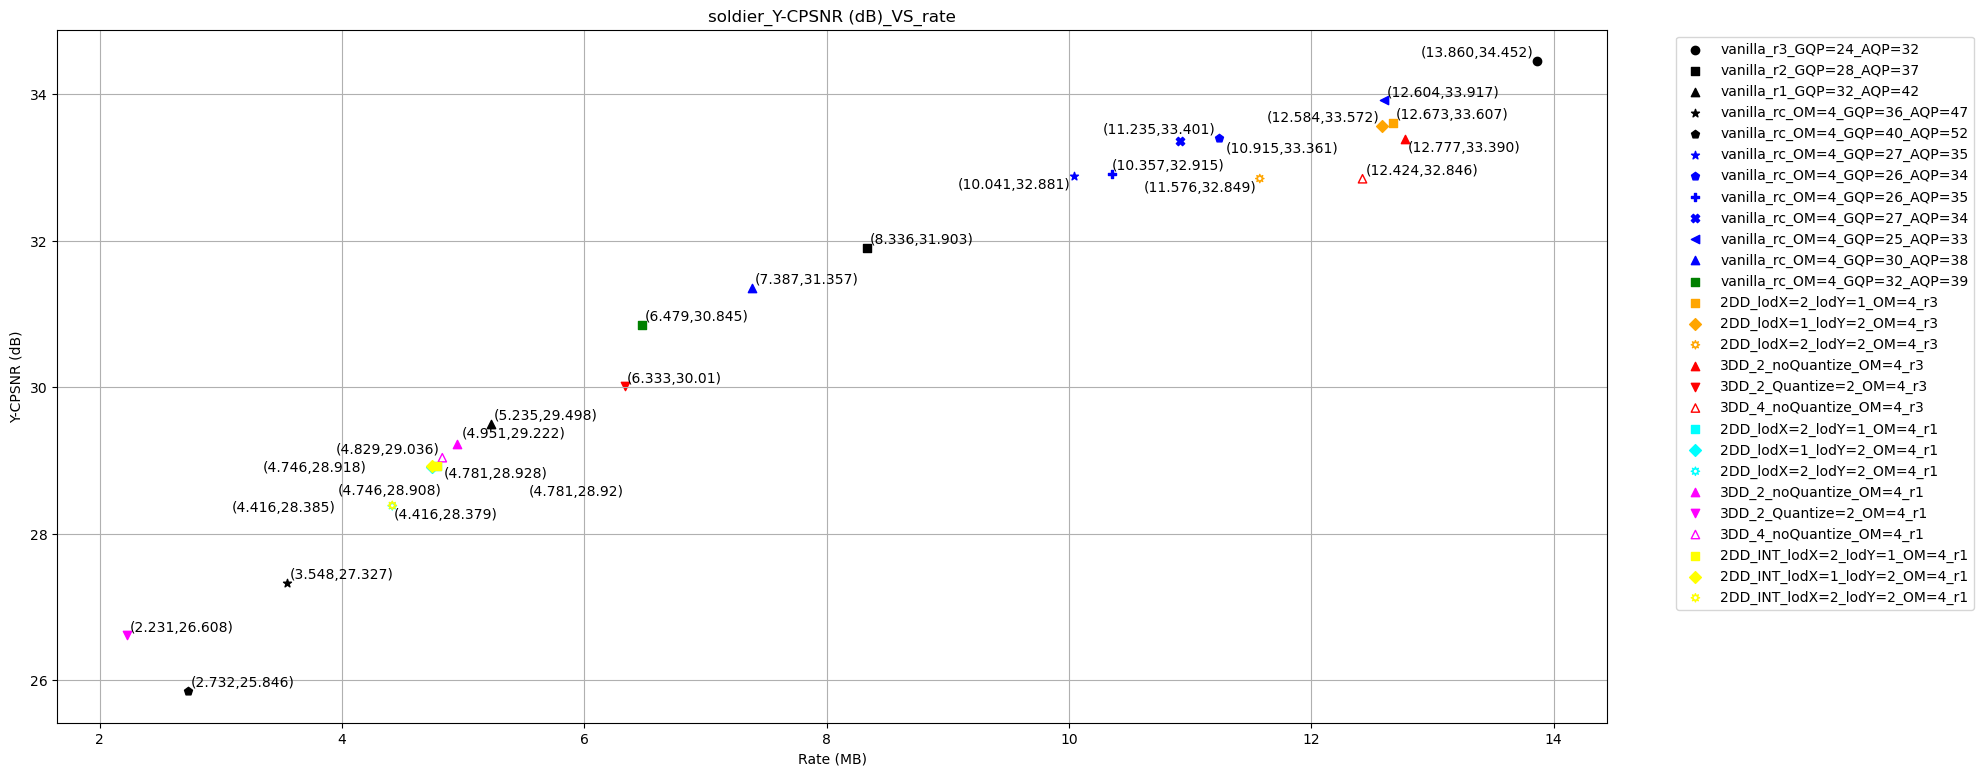 soldier_Y-CPSNR (dB)_VS_rate
(13.860,34.452)
(12.604,33.917)
(12.584,33.572)
(12.673,33.607)
(11.235,33.401)
(10.915,33.361)
(12.777,33.390)
(10.357,32.915)
(10.041,32.881)
(11.576,32.849)
(12.424,32.846)
(8.336,31.903)
(7.387,31.357)
(6.479,30.845)
(6.333,30.01)
(5.235,29.498)
(4.951,29.222)
(4.829,29.036)
(4.746,28.918)
(4.781,28.928)
(4.746,28.908)
(4.781,28.92)
(4.416,28.385)
(4.416,28.379)
(3.548,27.327)
(2.231,26.608)
(2.732,25.846)
34
32
30
28
26
Y-CPSNR (dB)
2
4
6
8
10
12
14
Rate (MB)
vanilla_r3_GQP=24_AQP=32
vanilla_r2_GQP=28_AQP=37
vanilla_r1_GQP=32_AQP=42
vanilla_rc_OM=4_GQP=36_AQP=47
vanilla_rc_OM=4_GQP=40_AQP=52
vanilla_rc_OM=4_GQP=27_AQP=35
vanilla_rc_OM=4_GQP=26_AQP=34
vanilla_rc_OM=4_GQP=26_AQP=35
vanilla_rc_OM=4_GQP=27_AQP=34
vanilla_rc_OM=4_GQP=25_AQP=33
vanilla_rc_OM=4_GQP=30_AQP=38
vanilla_rc_OM=4_GQP=32_AQP=39
2DD_lodX=2_lodY=1_OM=4_r3
2DD_lodX=1_lodY=2_OM=4_r3
2DD_lodX=2_lodY=2_OM=4_r3
3DD_2_noQuantize_OM=4_r3
3DD_2_Quantize=2_OM=4_r3
3DD_4_noQuantize_OM=4_r3
2DD_lodX=2_lodY=1_OM=4_r1
2DD_lodX=1_lodY=2_OM=4_r1
2DD_lodX=2_lodY=2_OM=4_r1
3DD_2_noQuantize_OM=4_r1
3DD_2_Quantize=2_OM=4_r1
3DD_4_noQuantize_OM=4_r1
2DD_INT_lodX=2_lodY=1_OM=4_r1
2DD_INT_lodX=1_lodY=2_OM=4_r1
2DD_INT_lodX=2_lodY=2_OM=4_r1